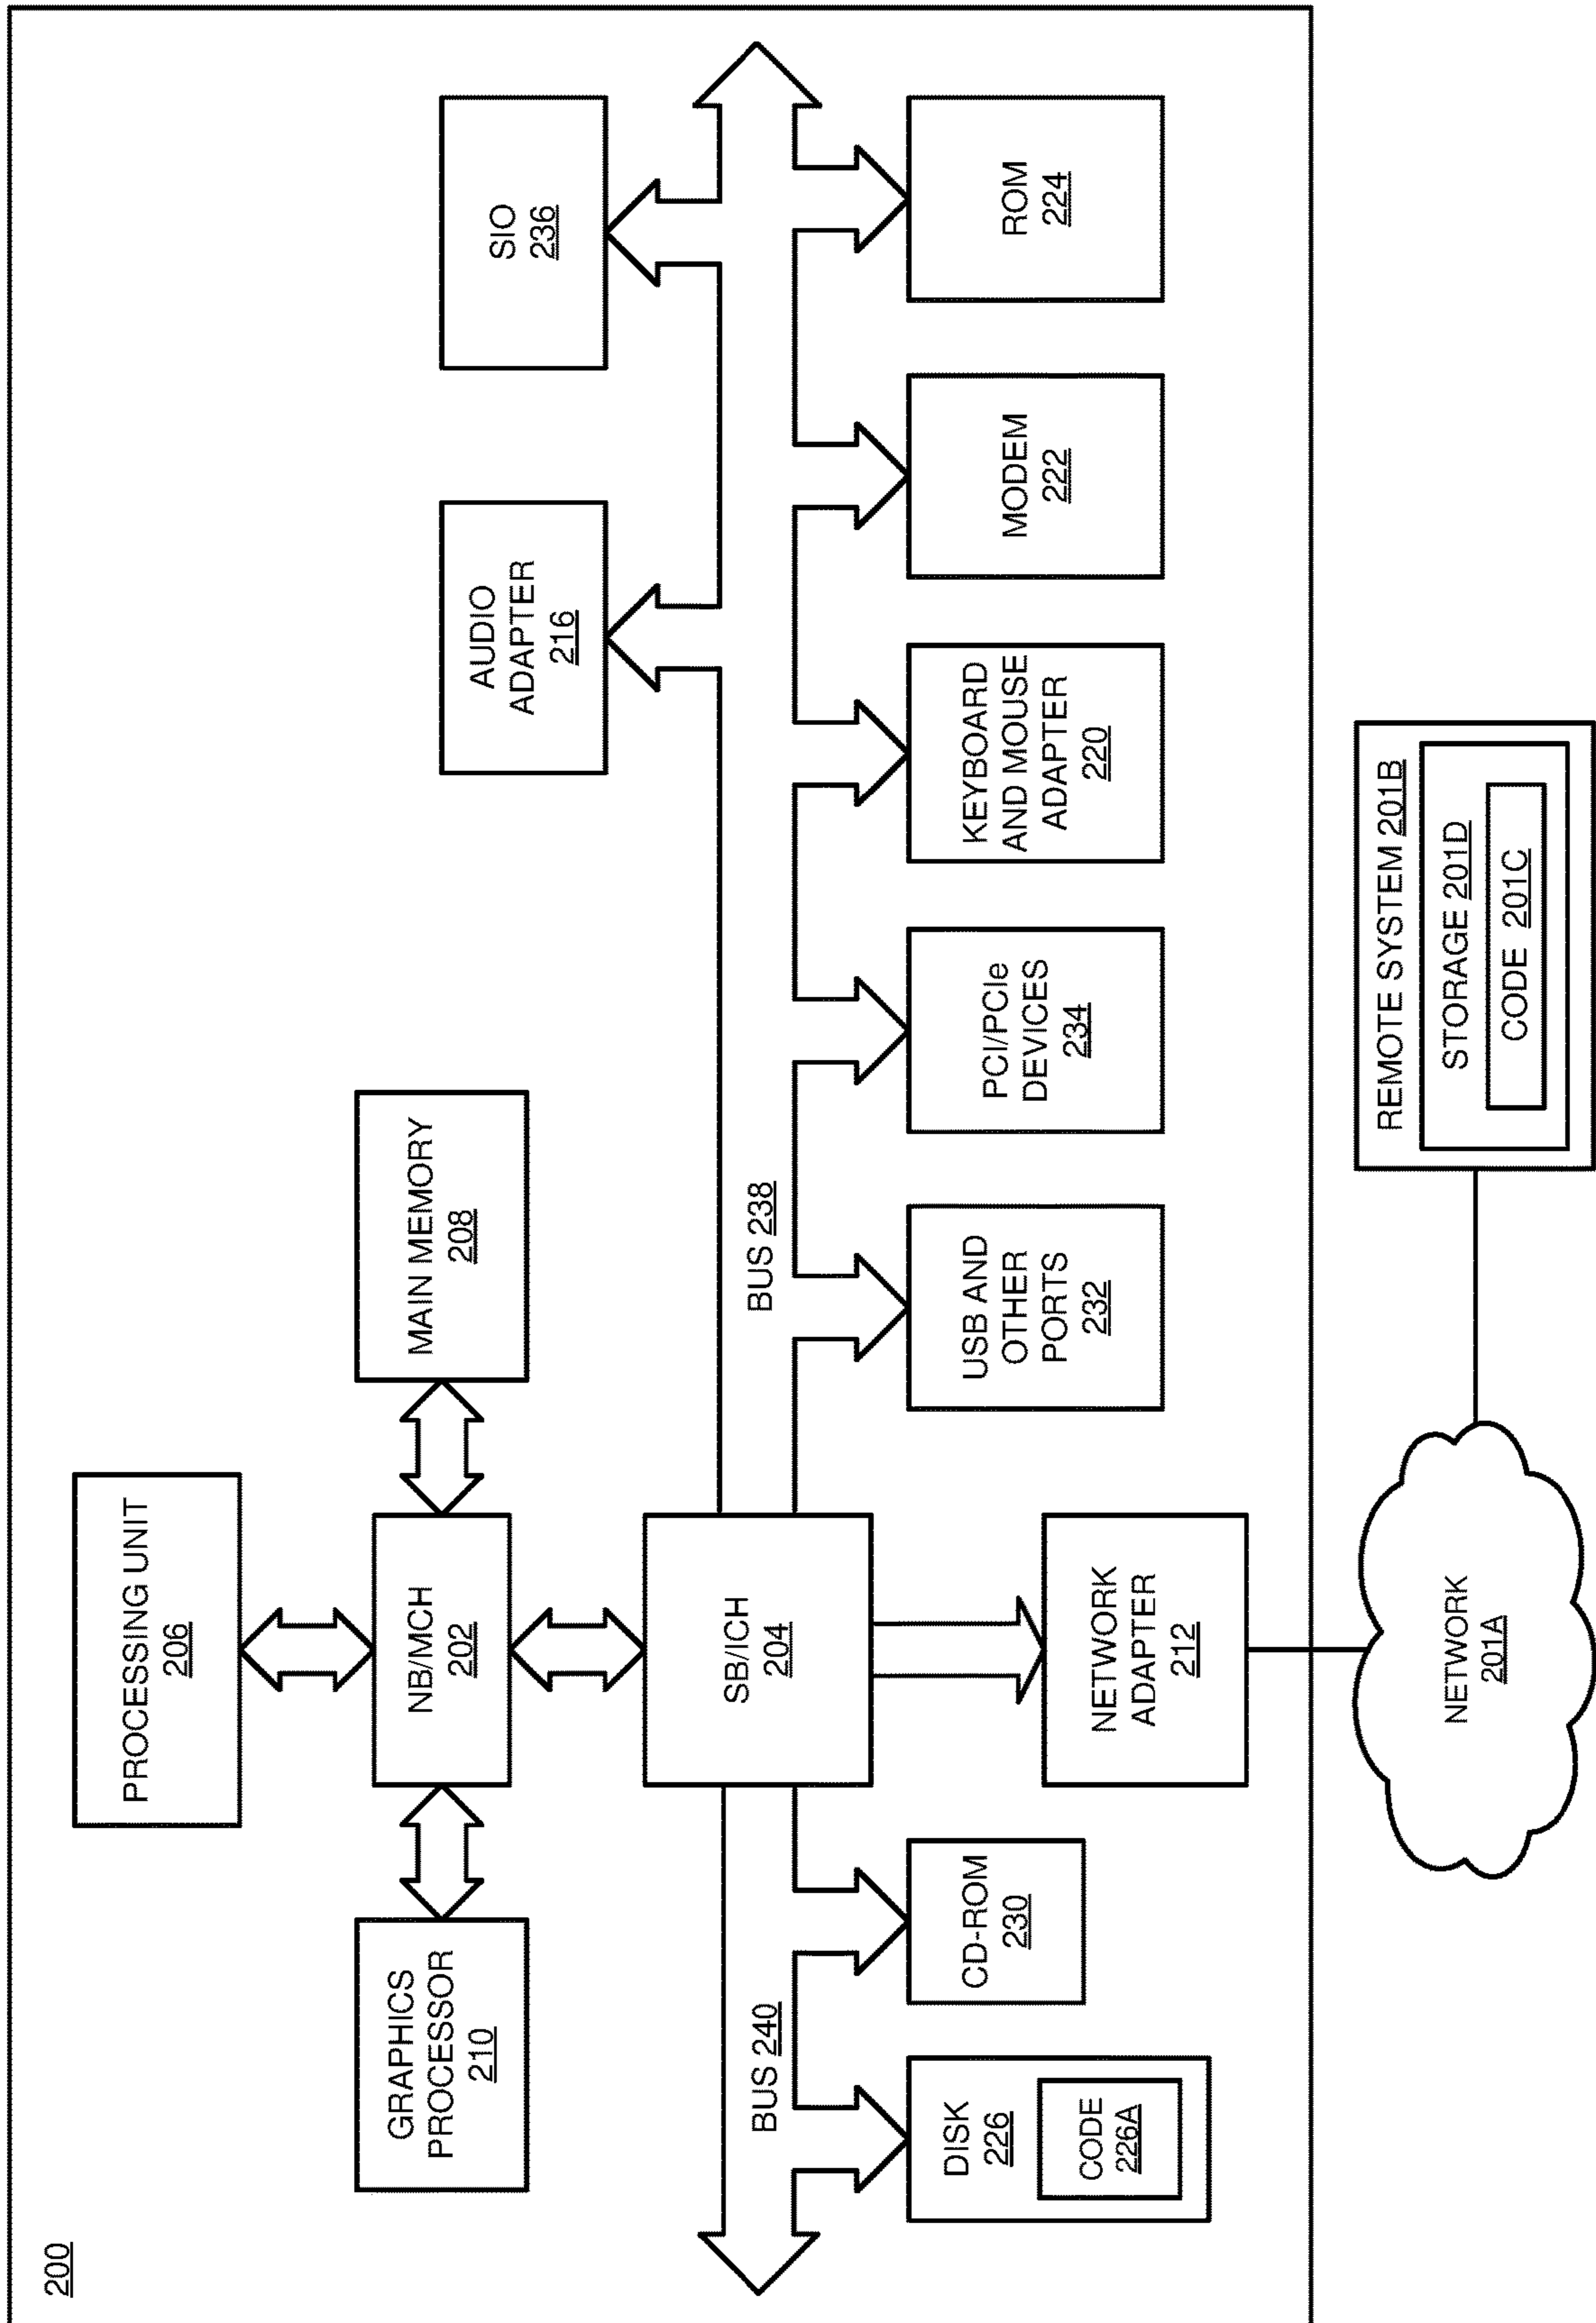 200
PROCESSING UNIT
206
GRAPHICS
PROCESSOR
210
NB/MCH
202
MAIN MEMORY
208
AUDIO
ADAPTER
216
SIO
236
SB/ICH
204
BUS 240
BUS 238
DISK
226
CODE
226A
CD-ROM
230
NETWORK
ADAPTER
212
USB AND
OTHER
PORTS
232
PCI/PCIe
DEVICES
234
KEYBOARD
AND MOUSE
ADAPTER
220
MODEM
222
ROM
224
NETWORK
201A
REMOTE SYSTEM 201B
STORAGE 201D
CODE 201C